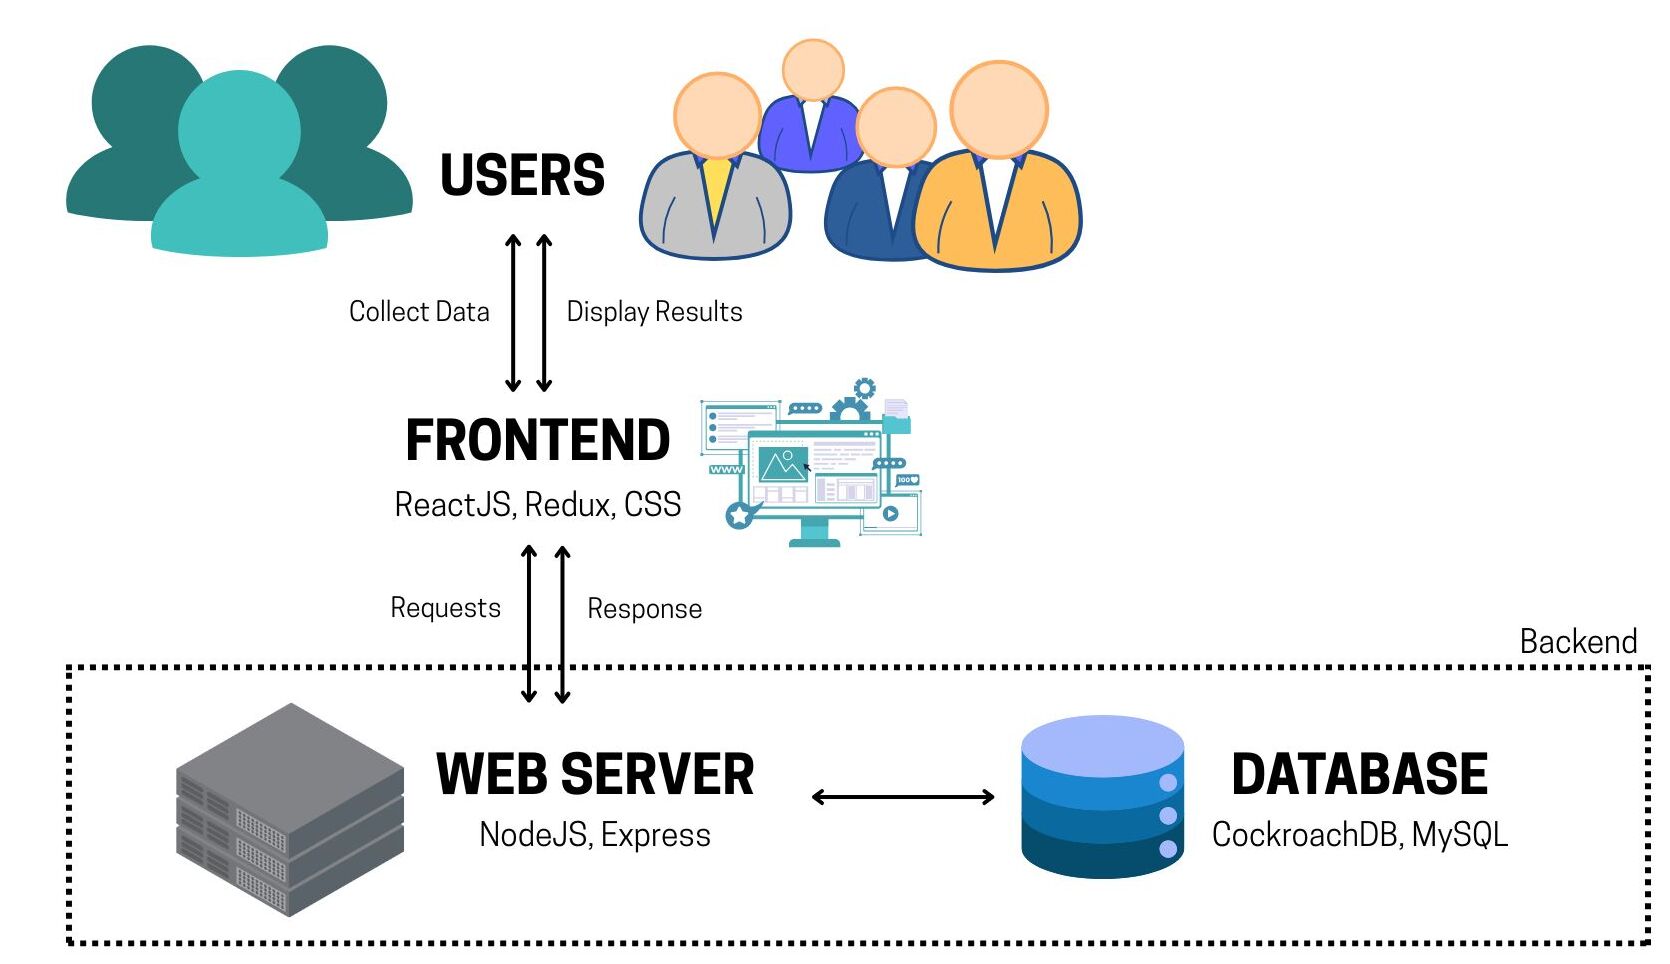 USERS
Collect Data
Display Results
FRONTEND
ReactJS, Redux, CSS
WWW
100
Requests
Response
Backend
WEB SERVER
NodeJS, Express
DATABASE
CockroachDB, MySQL